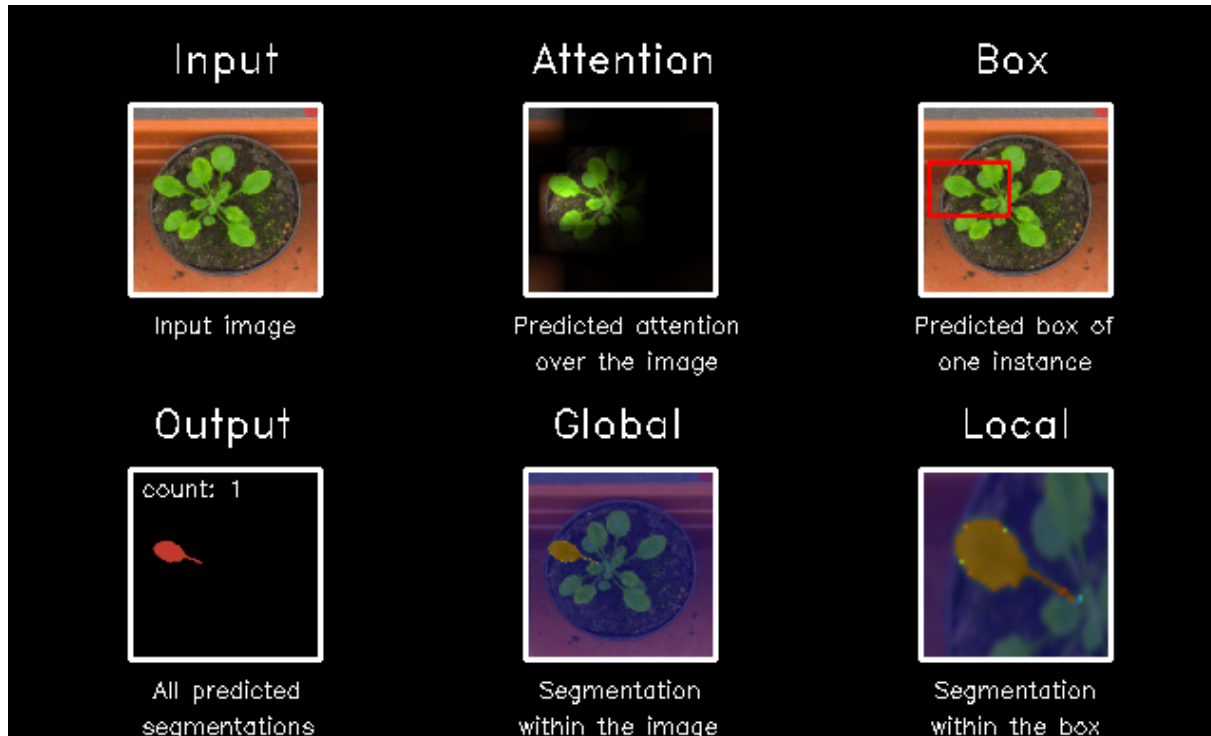 Input
Attention
Box
Input image
Predicted attention
over the image
Predicted box of
one instance
Output
Global
Local
count: 1
All predicted
segmentations
Segmentation
within the image
Segmentation
within the box